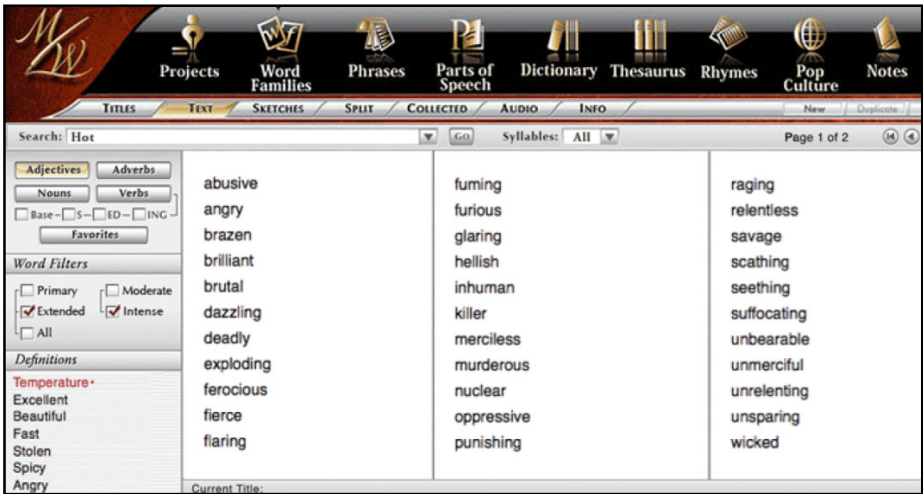 MW
Projects
Word
Families
Phrases
Parts of
Speech
Dictionary
Thesaurus
Rhymes
Pop
Culture
Notes
TITLES
TEXT
SKETCHES
SPLIT
COLLECTED
AUDIO
INFO
New
Duplicate
Search: Hot
GO
Syllables: All
Page 1 of 2
Adjectives
Adverbs
Nouns
Verbs
Base
S
ED
ING
Favorites
Word Filters
Primary
Moderate
Extended
Intense
All
Definitions
Temperature•
Excellent
Beautiful
Fast
Stolen
Spicy
Angry
abusive
angry
brazen
brilliant
brutal
dazzling
deadly
exploding
ferocious
fierce
flaring
fuming
furious
glaring
hellish
inhuman
killer
merciless
murderous
nuclear
oppressive
punishing
raging
relentless
savage
scathing
seething
suffocating
unbearable
unmerciful
unrelenting
unsparing
wicked
Current Title: